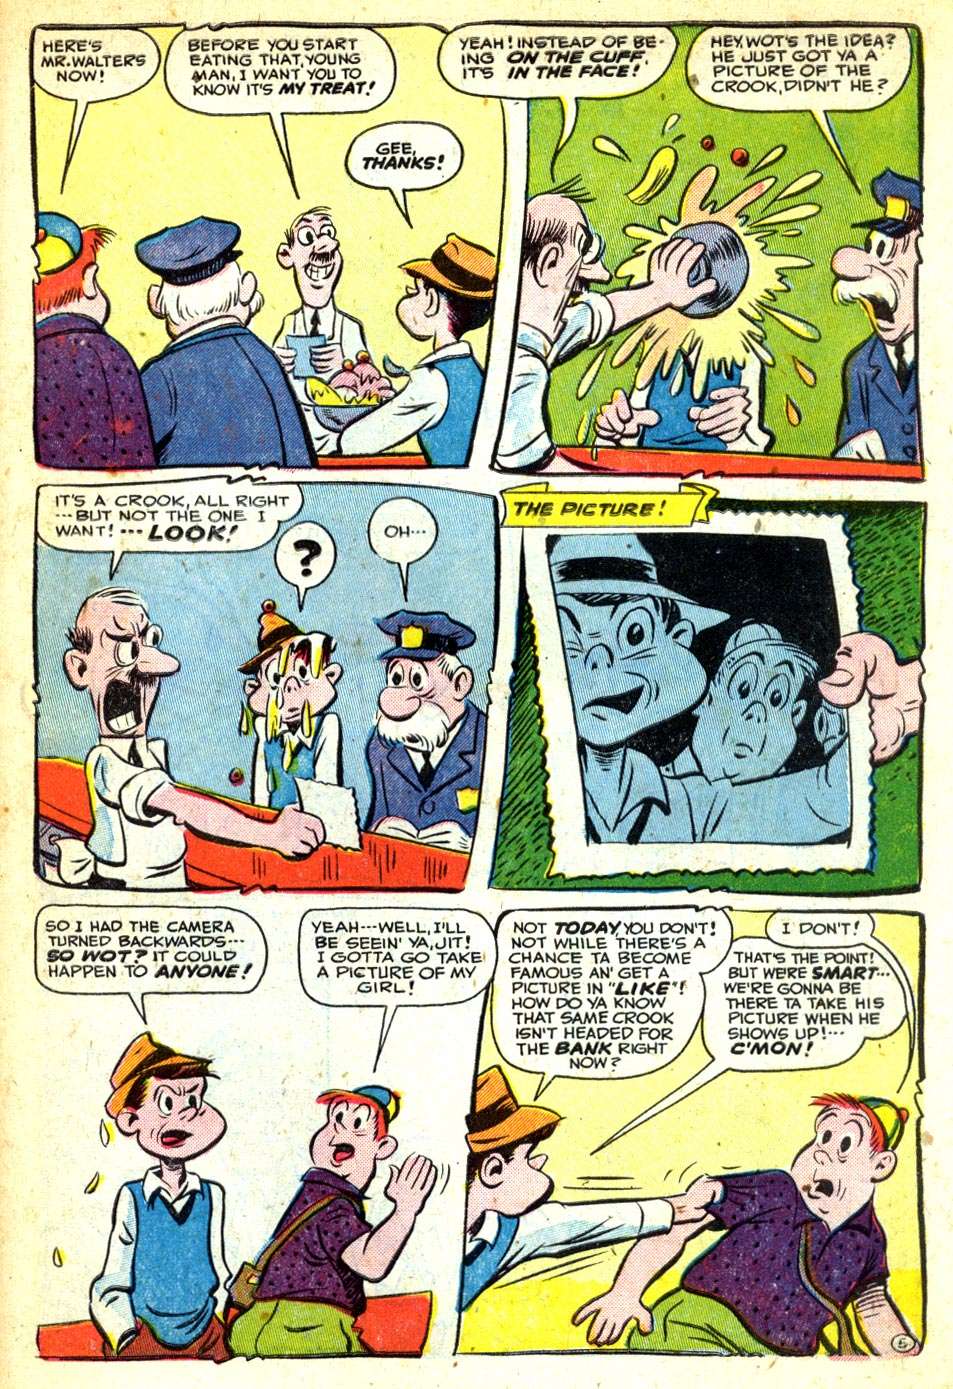 HERE'S
MR. WALTERS
NOW!
BEFORE YOU START
EATING THAT, YOUNG
MAN, I WANT YOU TO
KNOW IT'S MY TREAT!
GEE,
THANKS!
YEAH! INSTEAD OF BE-
ING ON THE CUFF,
IT'S IN THE FACE!
HEY, WOT'S THE IDEA?
HE JUST GOT YA A
PICTURE OF THE
CROOK, DIDN'T HE?
IT'S A CROOK, ALL RIGHT
---BUT NOT THE ONE I
WANT!--- LOOK!
?
OH---
THE PICTURE!
SO I HAD THE CAMERA
TURNED BACKWARDS---
SO WOT? IT COULD
HAPPEN TO ANYONE!
YEAH---WELL, I'LL
BE SEEIN' YA, JIT!
I GOTTA GO TAKE
A PICTURE OF MY
GIRL!
NOT TODAY, YOU DON'T!
NOT WHILE THERE'S A
CHANCE TA BECOME
FAMOUS AN' GET A
PICTURE IN "LIKE"!
HOW DO YA KNOW
THAT SAME CROOK
ISN'T HEADED FOR
THE BANK RIGHT
NOW?
I DON'T!
THAT'S THE POINT!
BUT WE'RE SMART---
WE'RE GONNA BE
THERE TA TAKE HIS
PICTURE WHEN HE
SHOWS UP!---
C'MON!
5